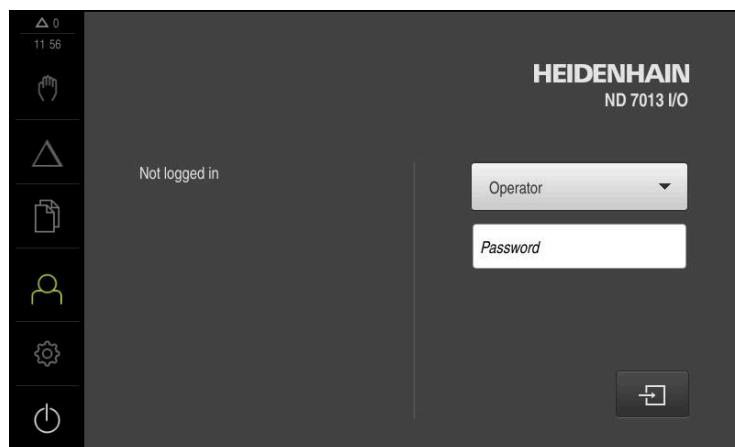 0
11 56
HEIDENHAIN
ND 7013 I/O
Not logged in
Operator
Password